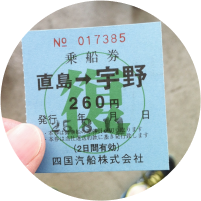 No 017385
乗船券
直島→宇野
260円
発行 年 月 日
(2日間有効)
四国汽船株式会社